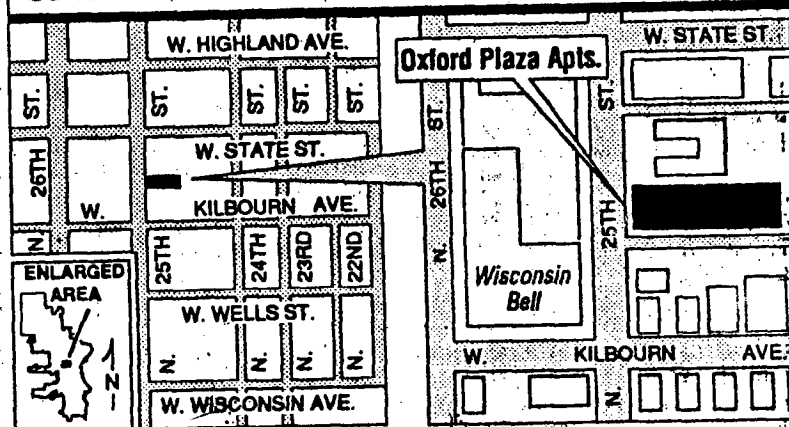 W. HIGHLAND AVE.
ST.
ST.
ST.
ST.
ST.
W. STATE ST.
26TH
W.
KILBOURN AVE.
N.
25TH
24TH
23RD
22ND
W. WELLS ST.
N.
N.
N.
N.
W. WISCONSIN AVE.
ENLARGED
AREA
N
Oxford Plaza Apts.
W. STATE ST.
ST.
ST.
26TH
25TH
N.
Wisconsin
Bell
W. KILBOURN AVE.
N.